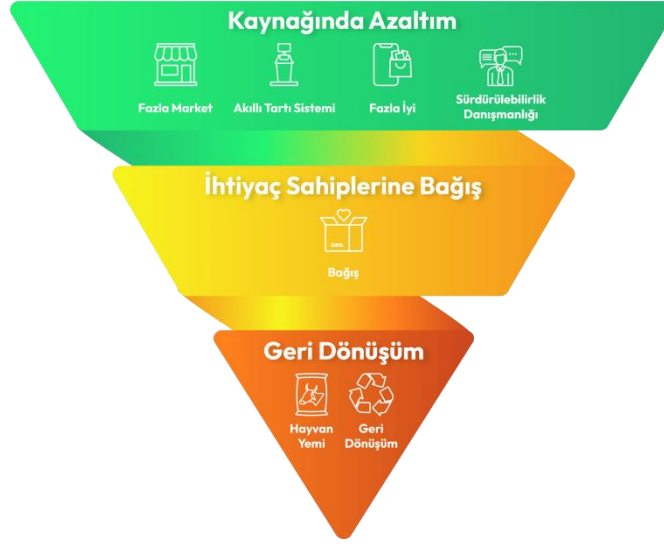 Kaynağında Azaltım
Fazla Market
Akıllı Tartı Sistemi
Fazla İyi
Sürdürülebilirlik
Danışmanlığı
İhtiyaç Sahiplerine Bağış
Bağış
Geri Dönüşüm
Hayvan
Yemi
Geri
Dönüşüm